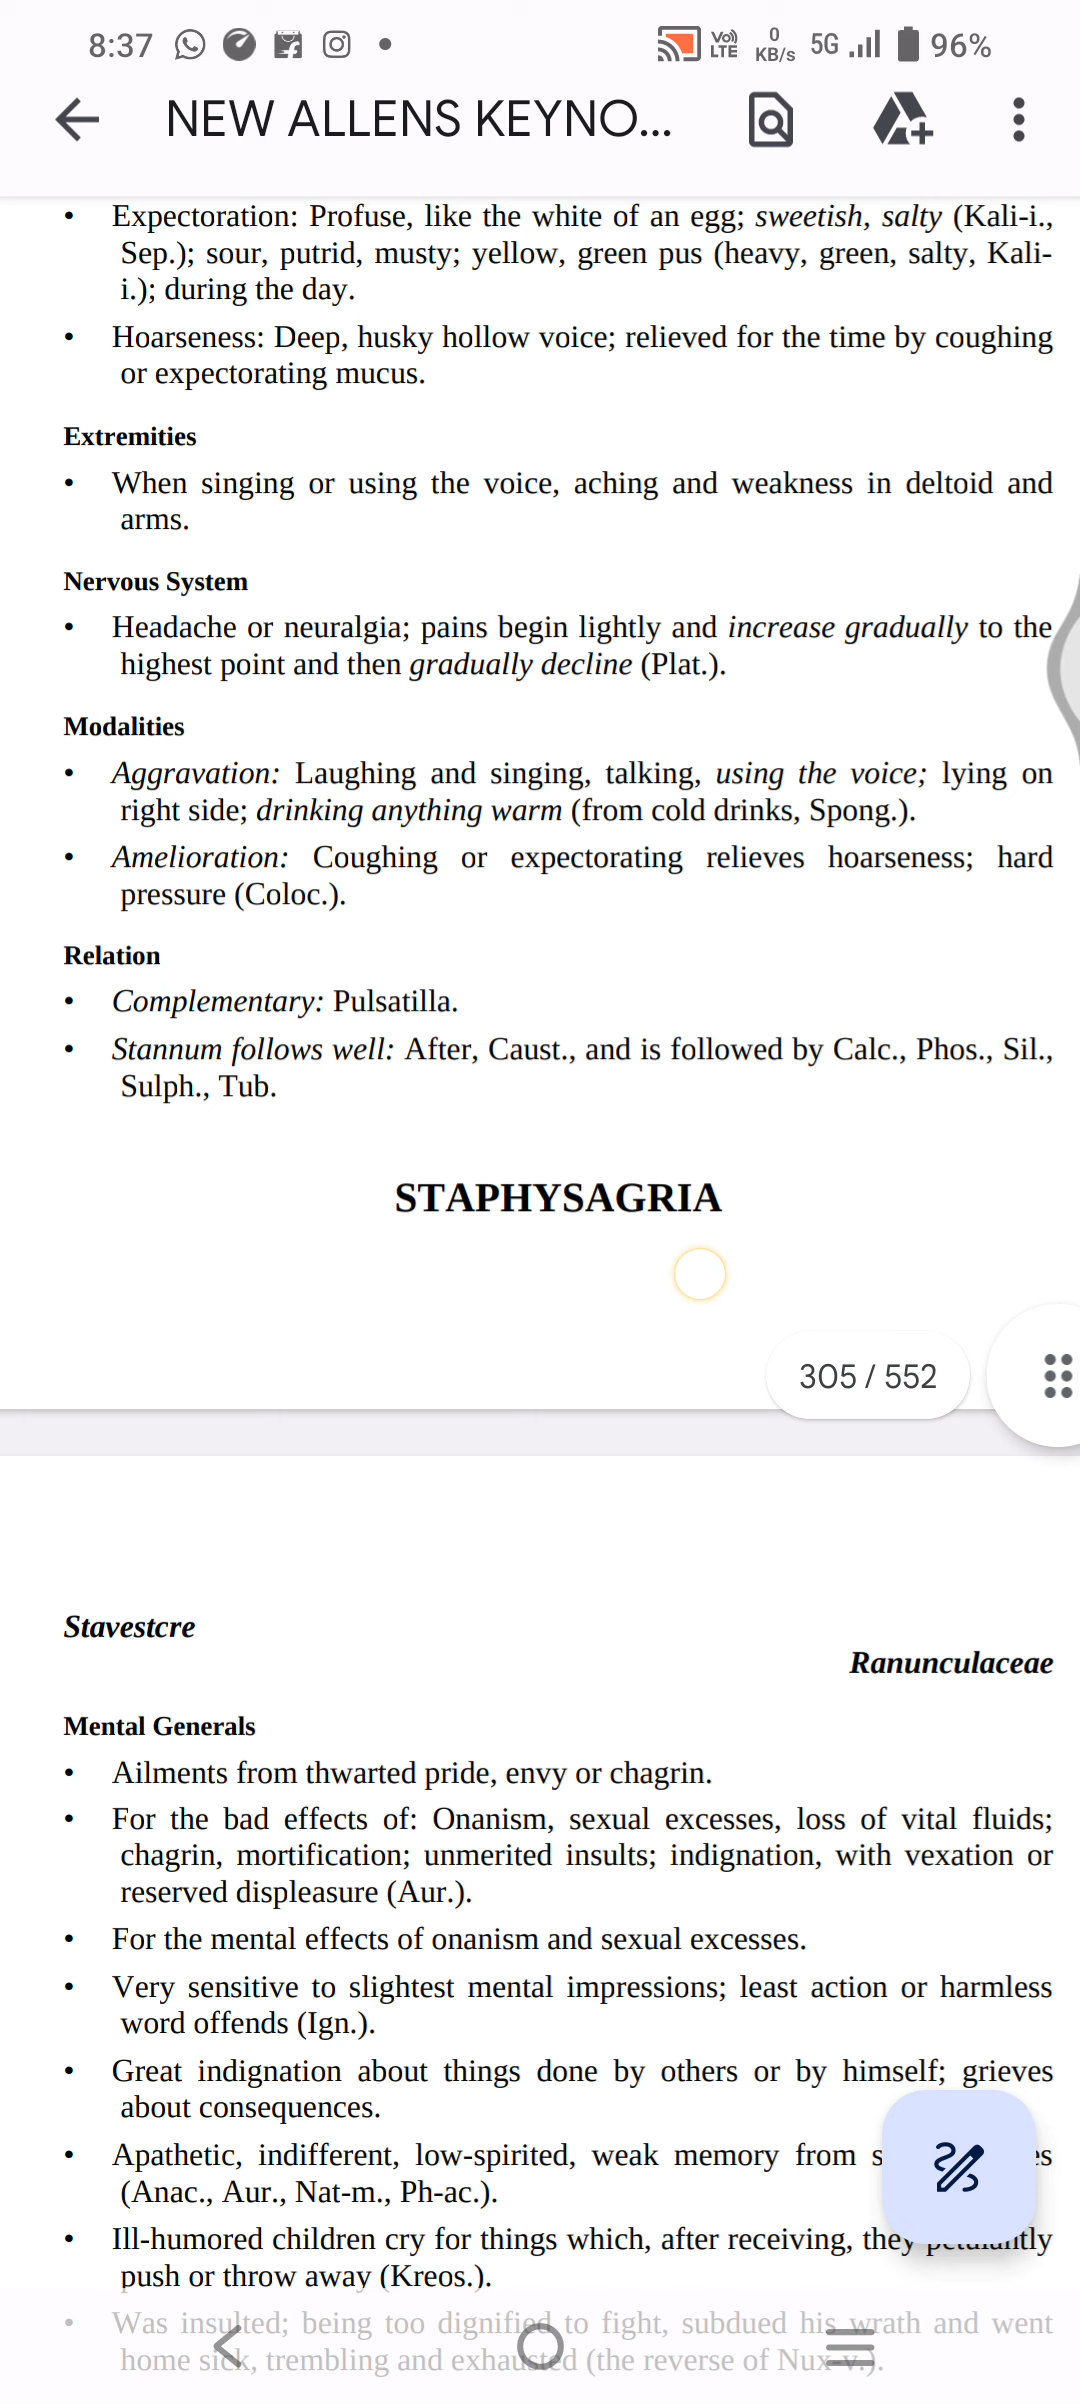 8:37
Vo)) LTE
0 KB/s
5G
96%
NEW ALLENS KEYNO...
• Expectoration: Profuse, like the white of an egg; sweetish, salty (Kali-i.,
Sep.); sour, putrid, musty; yellow, green pus (heavy, green, salty, Kali-
i.); during the day.
• Hoarseness: Deep, husky hollow voice; relieved for the time by coughing
or expectorating mucus.
Extremities
• When singing or using the voice, aching and weakness in deltoid and
arms.
Nervous System
• Headache or neuralgia; pains begin lightly and increase gradually to the
highest point and then gradually decline (Plat.).
Modalities
• Aggravation: Laughing and singing, talking, using the voice; lying on
right side; drinking anything warm (from cold drinks, Spong.).
• Amelioration: Coughing or expectorating relieves hoarseness; hard
pressure (Coloc.).
Relation
• Complementary: Pulsatilla.
• Stannum follows well: After, Caust., and is followed by Calc., Phos., Sil.,
Sulph., Tub.
STAPHYSAGRIA
305 / 552
Stavestcre
Ranunculaceae
Mental Generals
• Ailments from thwarted pride, envy or chagrin.
• For the bad effects of: Onanism, sexual excesses, loss of vital fluids;
chagrin, mortification; unmerited insults; indignation, with vexation or
reserved displeasure (Aur.).
• For the mental effects of onanism and sexual excesses.
• Very sensitive to slightest mental impressions; least action or harmless
word offends (Ign.).
• Great indignation about things done by others or by himself; grieves
about consequences.
• Apathetic, indifferent, low-spirited, weak memory from
(Anac., Aur., Nat-m., Ph-ac.).
• Ill-humored children cry for things which, after receiving, they petulantly
push or throw away (Kreos.).
• Was insulted; being too dignified to fight, subdued his wrath and went
home sick, trembling and exhausted (the reverse of Nux-v.).